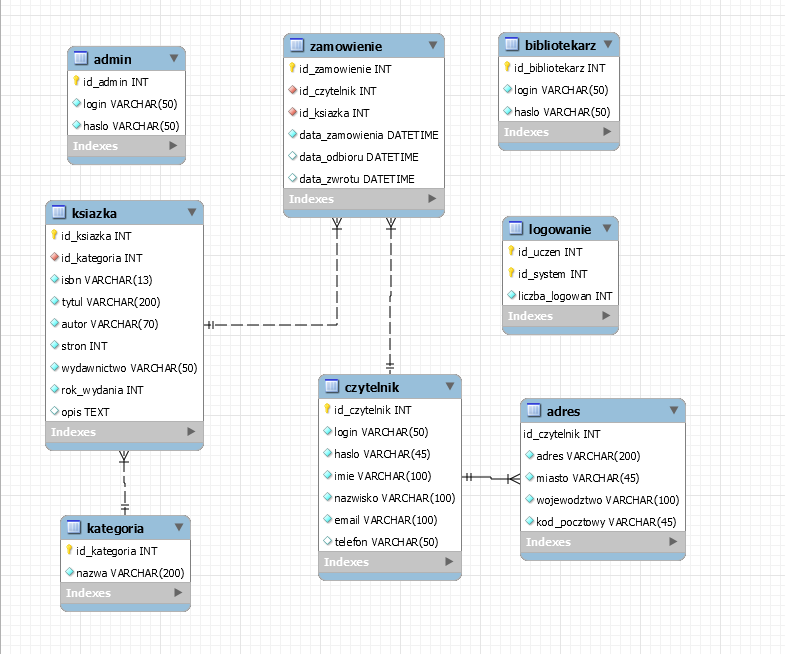 admin
id_admin INT
login VARCHAR(50)
haslo VARCHAR(50)
Indexes
zamowienie
id_zamowienie INT
id_czytelnik INT
id_ksiazka INT
data_zamowienia DATETIME
data_odbioru DATETIME
data_zwrotu DATETIME
Indexes
bibliotekarz
id_bibliotekarz INT
login VARCHAR(50)
haslo VARCHAR(50)
Indexes
ksiazka
id_ksiazka INT
id_kategoria INT
isbn VARCHAR(13)
tytul VARCHAR(200)
autor VARCHAR(70)
stron INT
wydawnictwo VARCHAR(50)
rok_wydania INT
opis TEXT
Indexes
logowanie
id_uczen INT
id_system INT
liczba_logowan INT
Indexes
czytelnik
id_czytelnik INT
login VARCHAR(50)
haslo VARCHAR(45)
imie VARCHAR(100)
nazwisko VARCHAR(100)
email VARCHAR(100)
telefon VARCHAR(50)
Indexes
adres
id_czytelnik INT
adres VARCHAR(200)
miasto VARCHAR(45)
wojewodztwo VARCHAR(100)
kod_pocztowy VARCHAR(45)
Indexes
kategoria
id_kategoria INT
nazwa VARCHAR(200)
Indexes